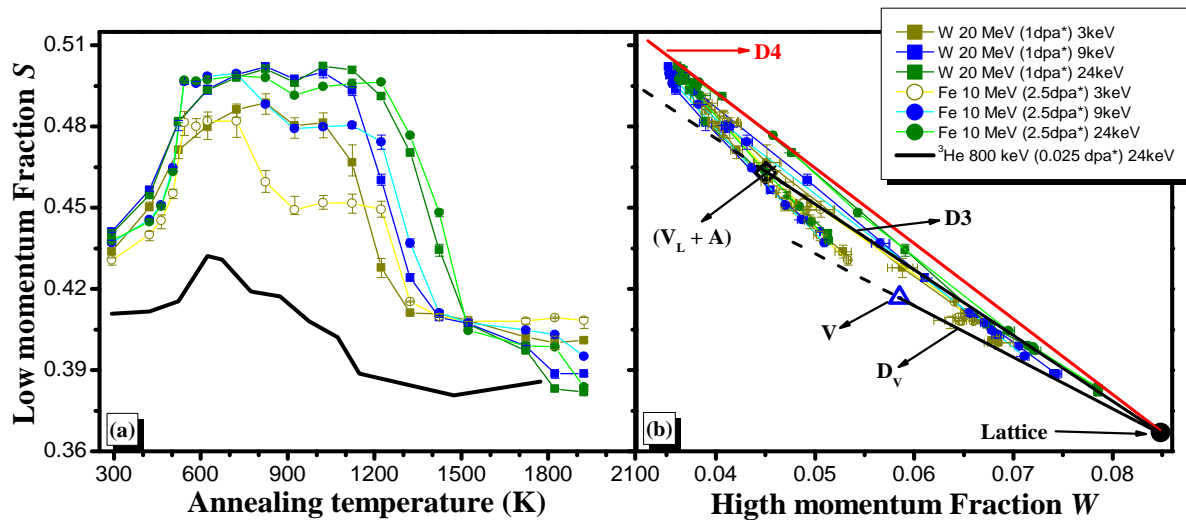 Low momentum Fraction S
0.51
0.48
0.45
0.42
0.39
0.36
(a)
300
600
900
1200
1500
1800
2100
Annealing temperature (K)
D4
W 20 MeV (1dpa*) 3keV
W 20 MeV (1dpa*) 9keV
W 20 MeV (1dpa*) 24keV
Fe 10 MeV (2.5dpa*) 3keV
Fe 10 MeV (2.5dpa*) 9keV
Fe 10 MeV (2.5dpa*) 24keV
³He 800 keV (0.025 dpa*) 24keV
D3
(V_L + A)
V
D_V
Lattice
(b)
0.04
0.05
0.06
0.07
0.08
Higth momentum Fraction W